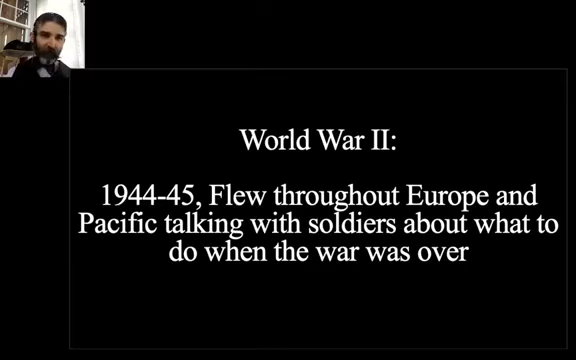 World War II:
1944-45, Flew throughout Europe and
Pacific talking with soldiers about what to
do when the war was over